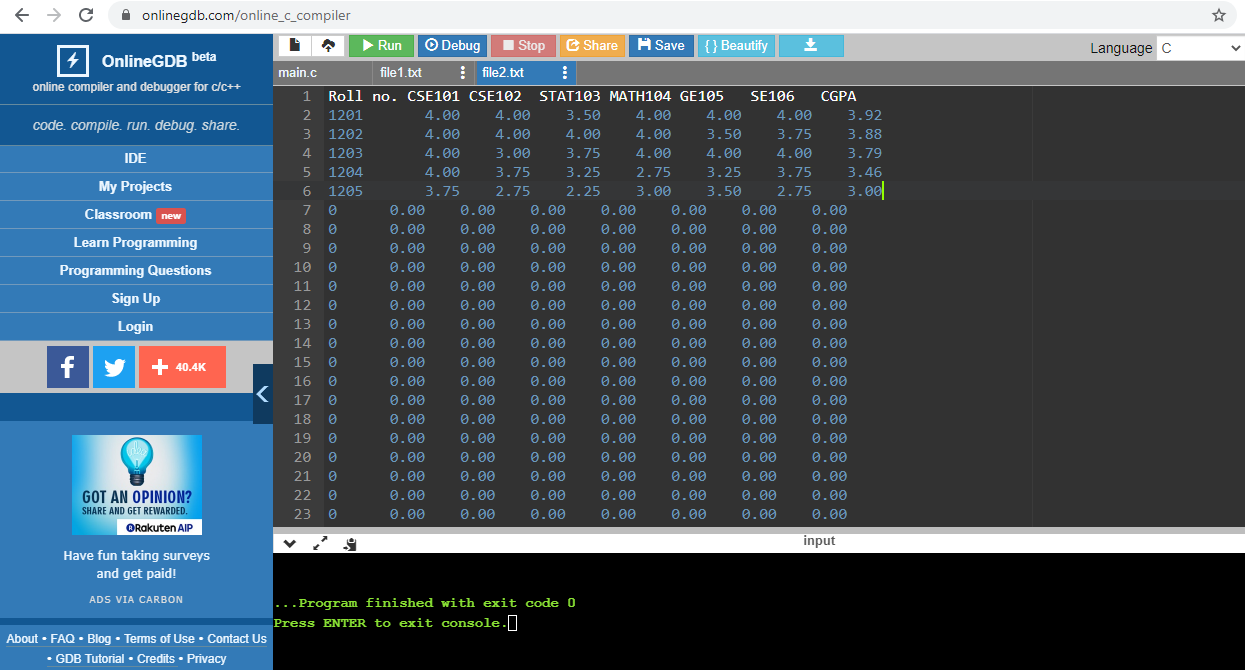 onlinegdb.com/online_c_compiler
OnlineGDB beta
online compiler and debugger for c/c++
code. compile. run. debug. share.
IDE
My Projects
Classroom new
Learn Programming
Programming Questions
Sign Up
Login
f + 40.4K
GOT AN OPINION?
SHARE AND GET REWARDED.
Rakuten AIP
Have fun taking surveys
and get paid!
ADS VIA CARBON
About • FAQ • Blog • Terms of Use • Contact Us
• GDB Tutorial • Credits • Privacy
Run Debug Stop Share Save { } Beautify Language C
main.c file1.txt file2.txt
1 Roll no. CSE101 CSE102 STAT103 MATH104 GE105 SE106 CGPA
2 1201 4.00 4.00 3.50 4.00 4.00 4.00 3.92
3 1202 4.00 4.00 4.00 4.00 3.50 3.75 3.88
4 1203 4.00 3.00 3.75 4.00 4.00 4.00 3.79
5 1204 4.00 3.75 3.25 2.75 3.25 3.75 3.46
6 1205 3.75 2.75 2.25 3.00 3.50 2.75 3.00
7 0 0.00 0.00 0.00 0.00 0.00 0.00 0.00
8 0 0.00 0.00 0.00 0.00 0.00 0.00 0.00
9 0 0.00 0.00 0.00 0.00 0.00 0.00 0.00
10 0 0.00 0.00 0.00 0.00 0.00 0.00 0.00
11 0 0.00 0.00 0.00 0.00 0.00 0.00 0.00
12 0 0.00 0.00 0.00 0.00 0.00 0.00 0.00
13 0 0.00 0.00 0.00 0.00 0.00 0.00 0.00
14 0 0.00 0.00 0.00 0.00 0.00 0.00 0.00
15 0 0.00 0.00 0.00 0.00 0.00 0.00 0.00
16 0 0.00 0.00 0.00 0.00 0.00 0.00 0.00
17 0 0.00 0.00 0.00 0.00 0.00 0.00 0.00
18 0 0.00 0.00 0.00 0.00 0.00 0.00 0.00
19 0 0.00 0.00 0.00 0.00 0.00 0.00 0.00
20 0 0.00 0.00 0.00 0.00 0.00 0.00 0.00
21 0 0.00 0.00 0.00 0.00 0.00 0.00 0.00
22 0 0.00 0.00 0.00 0.00 0.00 0.00 0.00
23 0 0.00 0.00 0.00 0.00 0.00 0.00 0.00
input
...Program finished with exit code 0
Press ENTER to exit console.